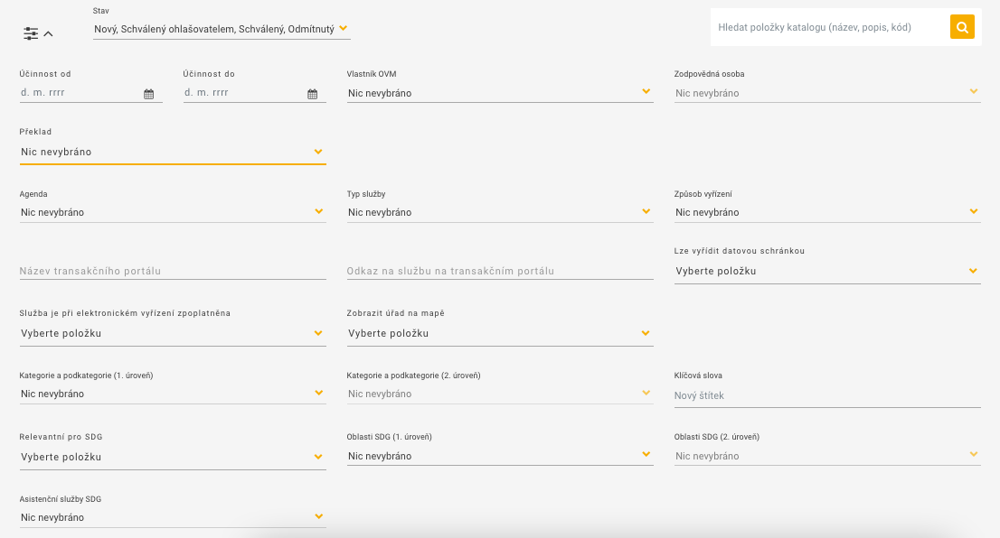 Stav
Nový, Schválený ohlašovatelem, Schválený, Odmítnutý
Hledat položky katalogu (název, popis, kód)
Účinnost od
d. m. rrrr
Účinnost do
d. m. rrrr
Vlastník OVM
Nic nevybráno
Zodpovědná osoba
Nic nevybráno
Překlad
Nic nevybráno
Agenda
Nic nevybráno
Typ služby
Nic nevybráno
Způsob vyřízení
Nic nevybráno
Název transakčního portálu
Odkaz na službu na transakčním portálu
Lze vyřídit datovou schránkou
Vyberte položku
Služba je při elektronickém vyřízení zpoplatněna
Vyberte položku
Zobrazit úřad na mapě
Vyberte položku
Kategorie a podkategorie (1. úroveň)
Nic nevybráno
Kategorie a podkategorie (2. úroveň)
Nic nevybráno
Klíčová slova
Nový štítek
Relevantní pro SDG
Vyberte položku
Oblasti SDG (1. úroveň)
Nic nevybráno
Oblasti SDG (2. úroveň)
Nic nevybráno
Asistenční služby SDG
Nic nevybráno